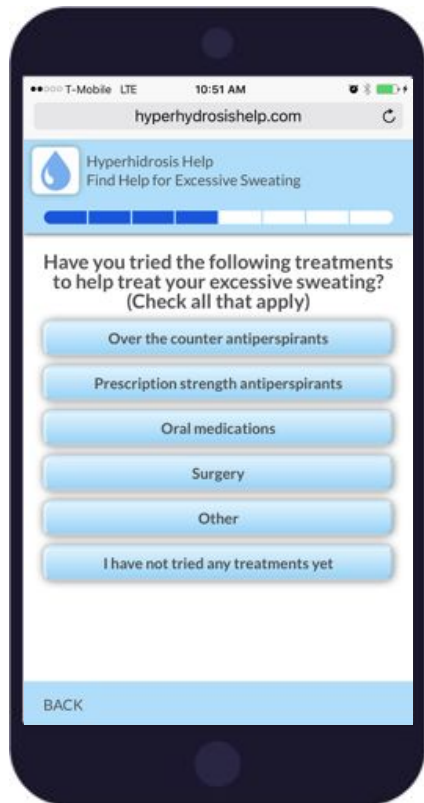 T-Mobile LTE 10:51 AM
hyperhydrosishelp.com
Hyperhidrosis Help
Find Help for Excessive Sweating
Have you tried the following treatments
to help treat your excessive sweating?
(Check all that apply)
Over the counter antiperspirants
Prescription strength antiperspirants
Oral medications
Surgery
Other
I have not tried any treatments yet
BACK